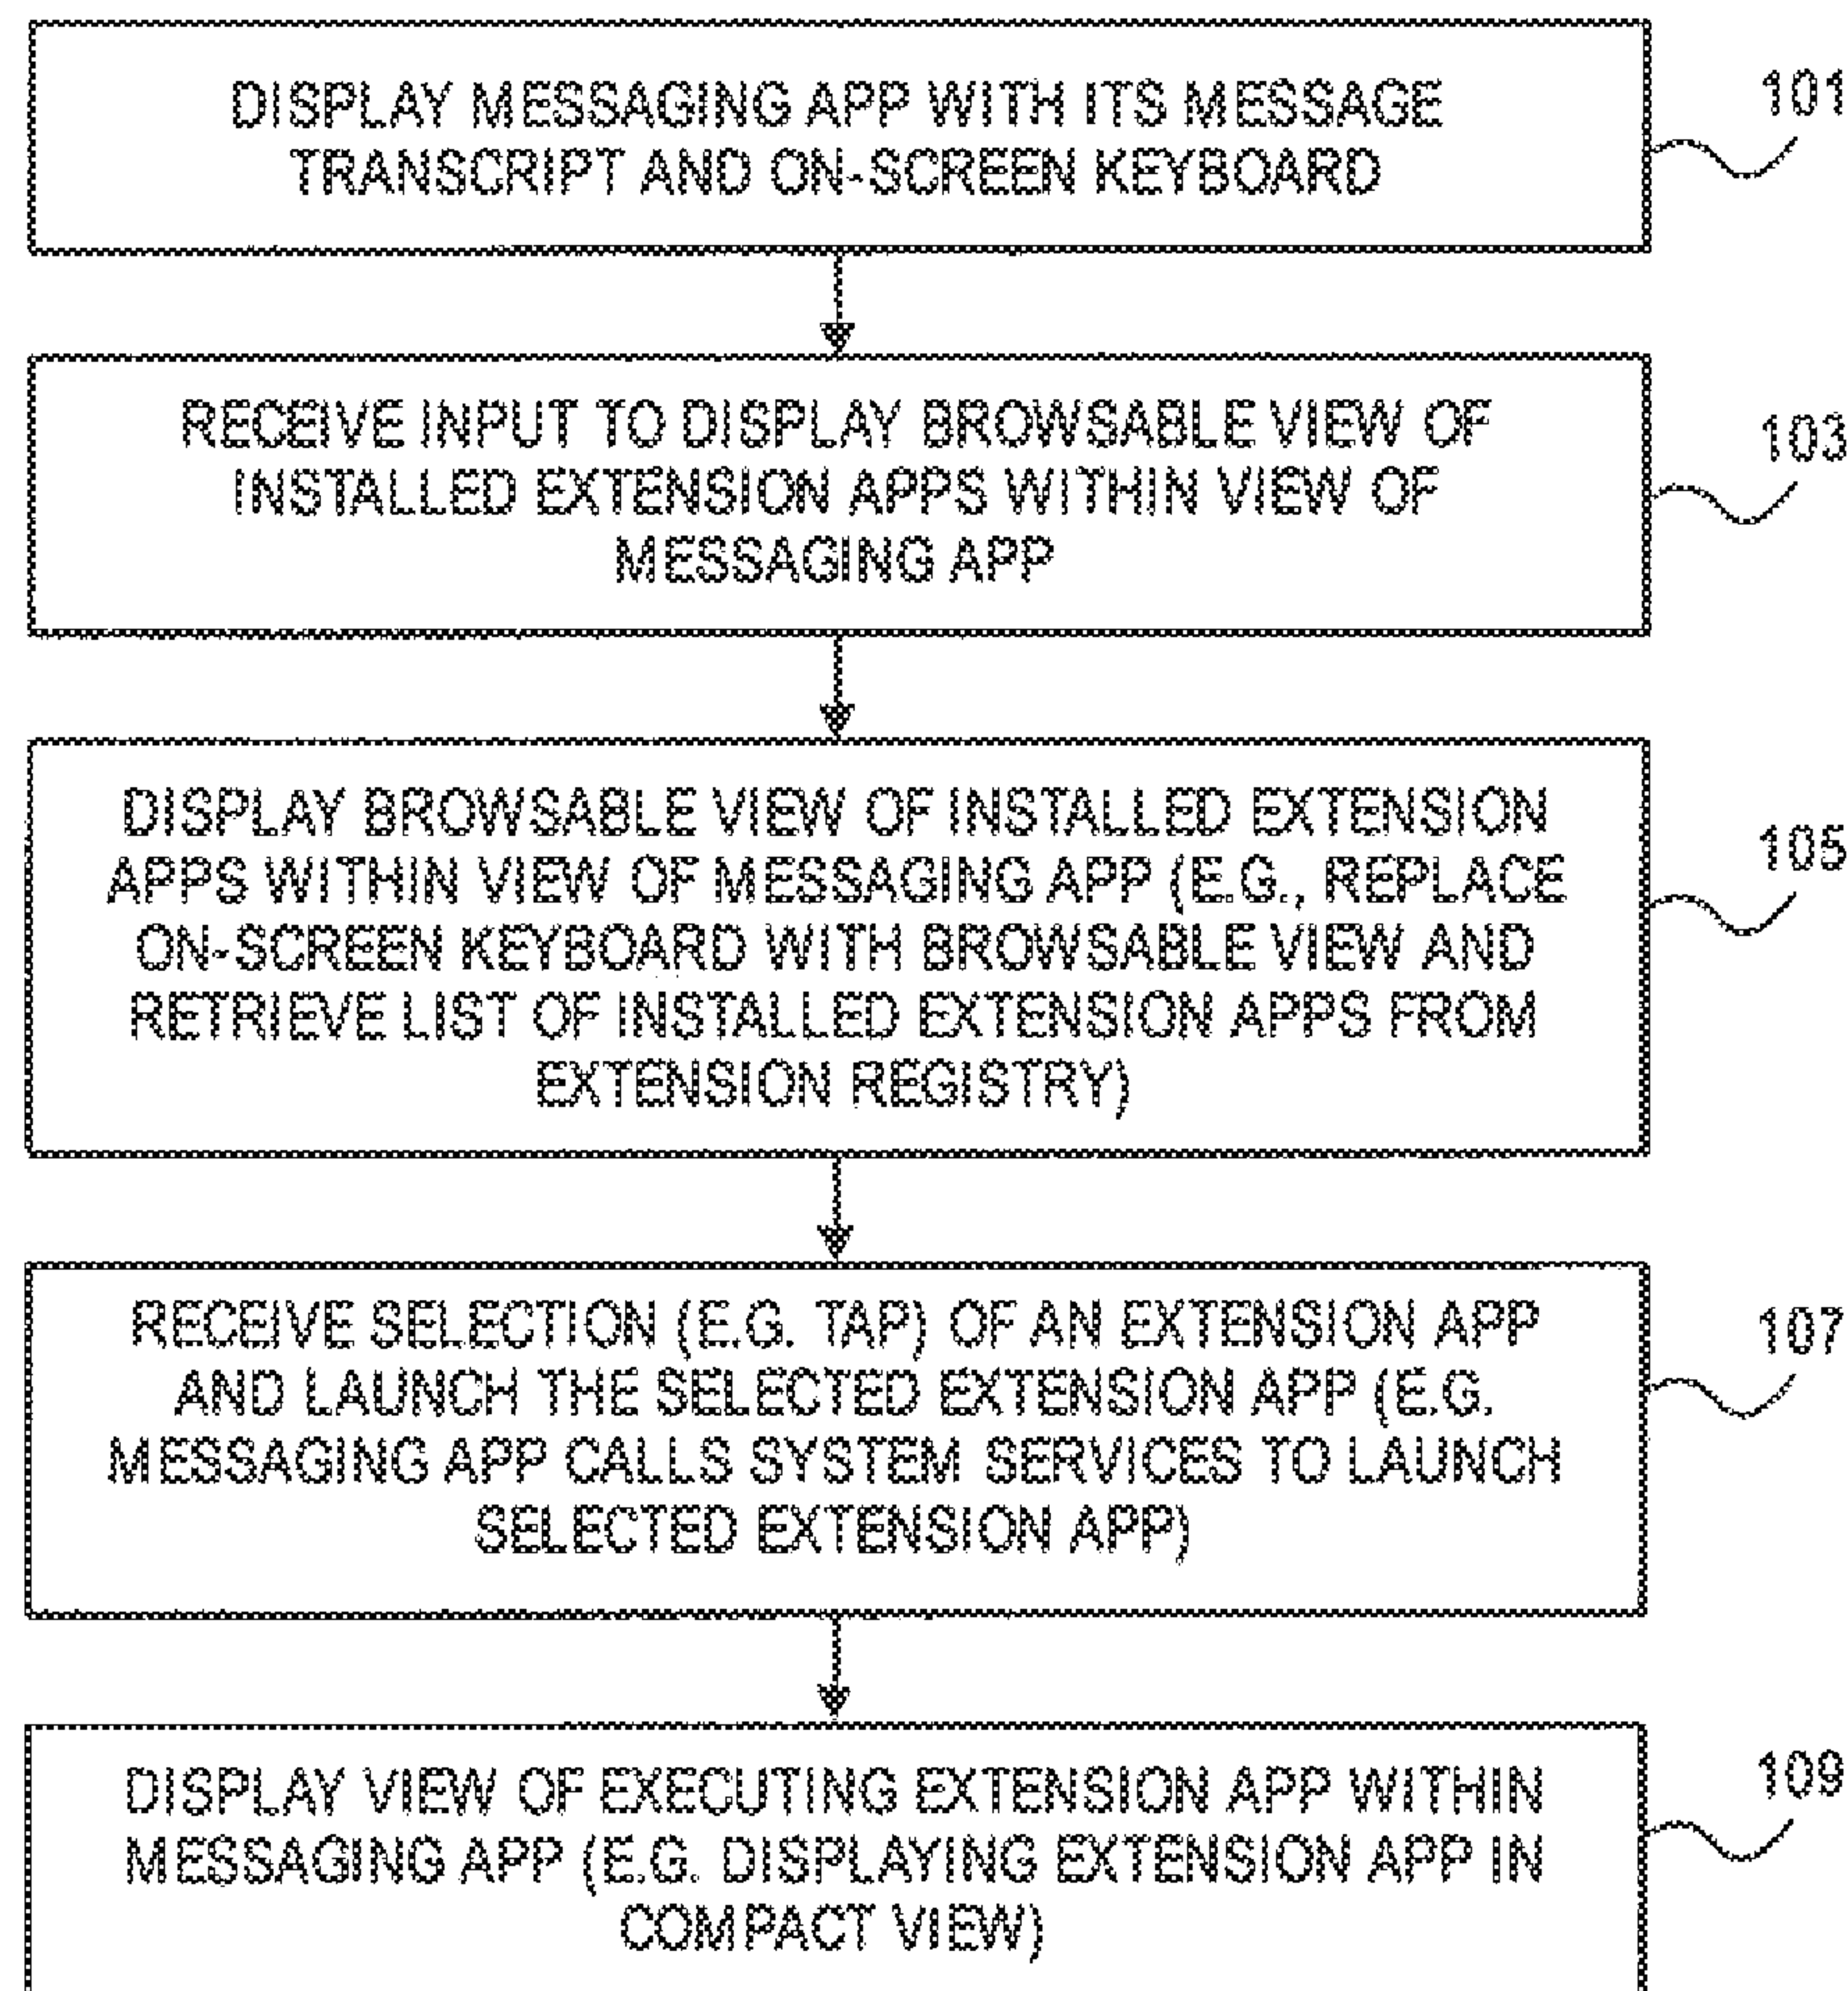 DISPLAY MESSAGING APP WITH ITS MESSAGE
TRANSCRIPT AND ON-SCREEN KEYBOARD
101
RECEIVE INPUT TO DISPLAY BROWSABLE VIEW OF
INSTALLED EXTENSION APPS WITHIN VIEW OF
MESSAGING APP
103
DISPLAY BROWSABLE VIEW OF INSTALLED EXTENSION
APPS WITHIN VIEW OF MESSAGING APP (E.G., REPLACE
ON-SCREEN KEYBOARD WITH BROWSABLE VIEW AND
RETRIEVE LIST OF INSTALLED EXTENSION APPS FROM
EXTENSION REGISTRY)
105
RECEIVE SELECTION (E.G. TAP) OF AN EXTENSION APP
AND LAUNCH THE SELECTED EXTENSION APP (E.G.
MESSAGING APP CALLS SYSTEM SERVICES TO LAUNCH
SELECTED EXTENSION APP)
107
DISPLAY VIEW OF EXECUTING EXTENSION APP WITHIN
MESSAGING APP (E.G. DISPLAYING EXTENSION APP IN
COMPACT VIEW)
109